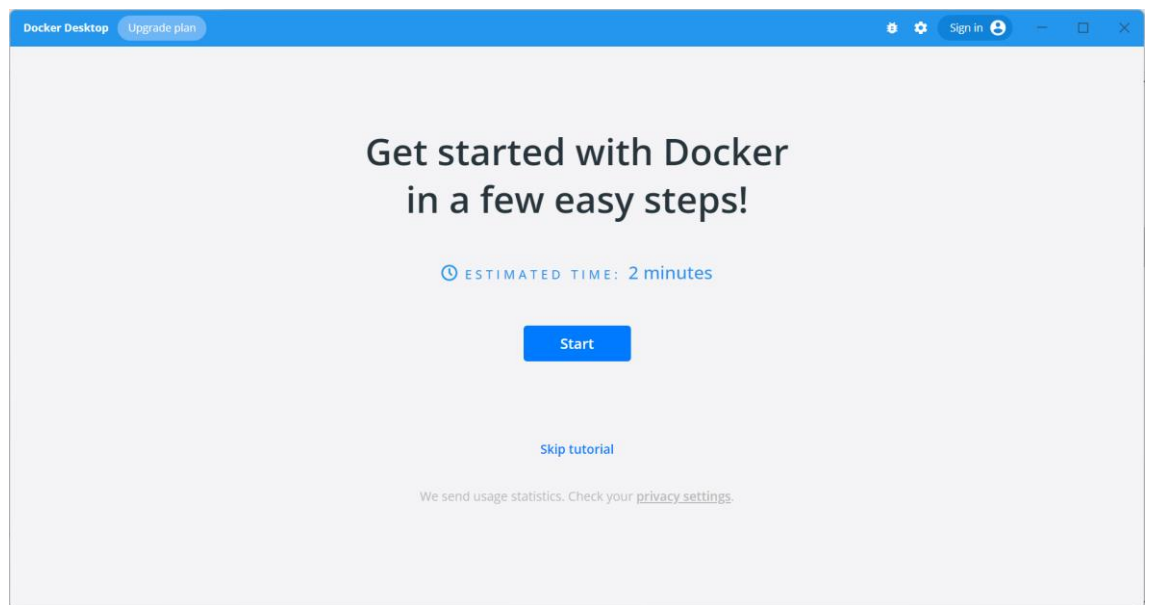 Docker Desktop Upgrade plan Sign in
Get started with Docker
in a few easy steps!
ESTIMATED TIME: 2 minutes
Start
Skip tutorial
We send usage statistics. Check your privacy settings.